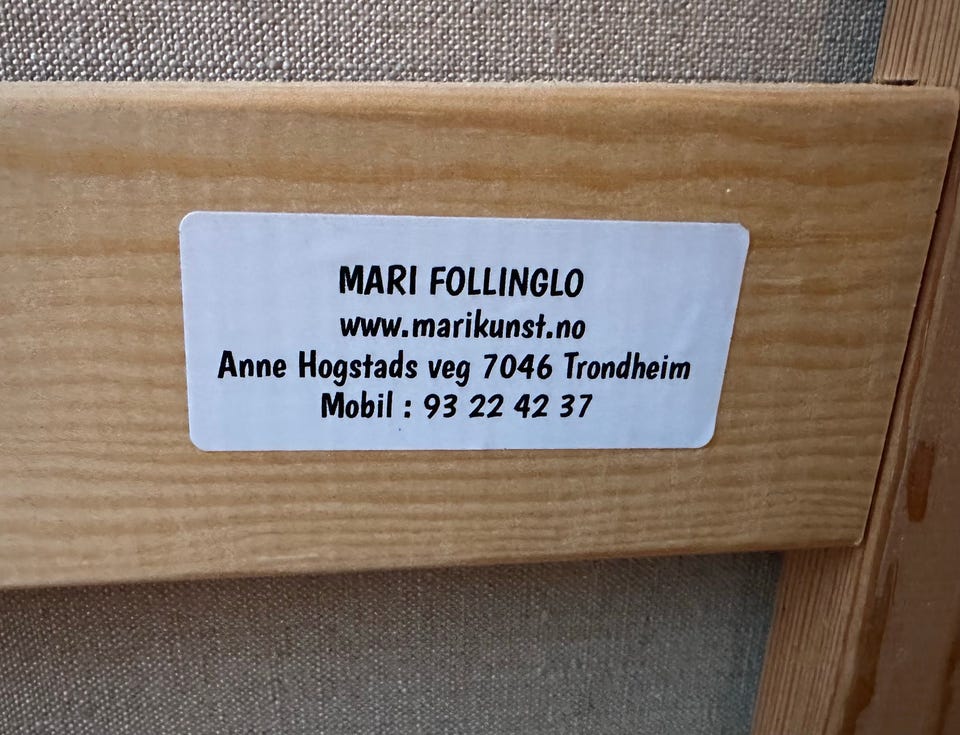 MARI FOLLINGLO
www.marikunst.no
Anne Hogstads veg 7046 Trondheim
Mobil : 93 22 42 37